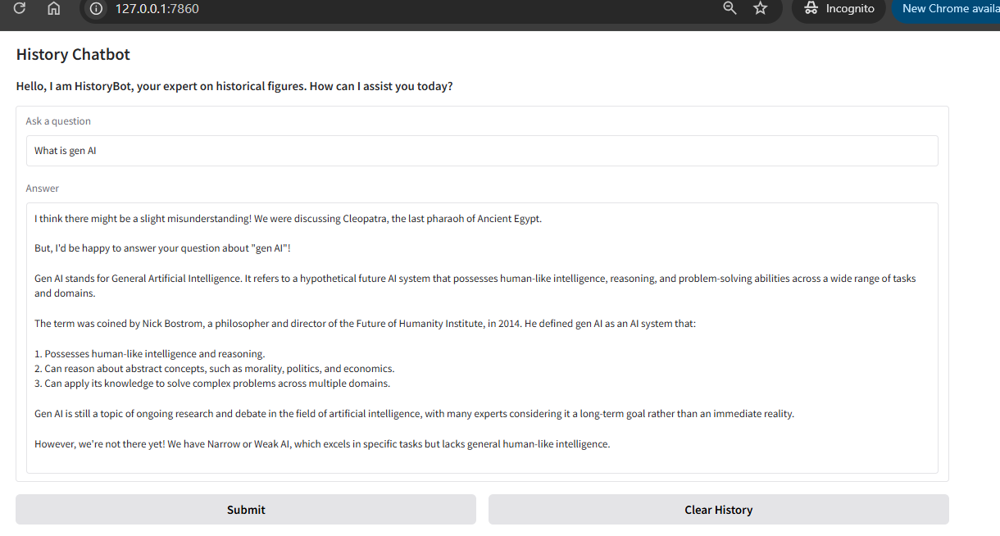 127.0.0.1:7860
Incognito
New Chrome availa
History Chatbot
Hello, I am HistoryBot, your expert on historical figures. How can I assist you today?
Ask a question
What is gen AI
Answer
I think there might be a slight misunderstanding! We were discussing Cleopatra, the last pharaoh of Ancient Egypt.
But, I'd be happy to answer your question about "gen AI"!
Gen AI stands for General Artificial Intelligence. It refers to a hypothetical future AI system that possesses human-like intelligence, reasoning, and problem-solving abilities across a wide range of tasks
and domains.
The term was coined by Nick Bostrom, a philosopher and director of the Future of Humanity Institute, in 2014. He defined gen AI as an AI system that:
1. Possesses human-like intelligence and reasoning.
2. Can reason about abstract concepts, such as morality, politics, and economics.
3. Can apply its knowledge to solve complex problems across multiple domains.
Gen AI is still a topic of ongoing research and debate in the field of artificial intelligence, with many experts considering it a long-term goal rather than an immediate reality.
However, we're not there yet! We have Narrow or Weak AI, which excels in specific tasks but lacks general human-like intelligence.
Submit
Clear History